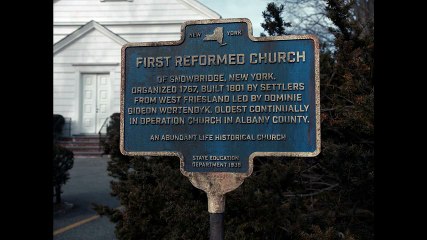 NEW YORK
FIRST REFORMED CHURCH
OF SNOWBRIDGE, NEW YORK.
ORGANIZED 1767, BUILT 1801 BY SETTLERS
FROM WEST FRIESLAND LED BY DOMINIE
GIDEON WORTENDYK, OLDEST CONTINUALLY
IN OPERATION CHURCH IN ALBANY COUNTY.
AN ABUNDANT LIFE HISTORICAL CHURCH
STATE EDUCATION
DEPARTMENT 1939